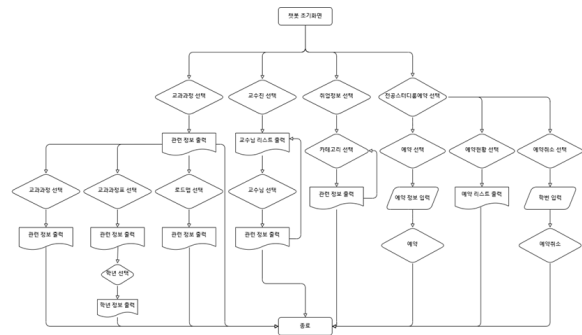 챗봇 초기화면
교과과정 선택
교수진 선택
취업정보 선택
전공스터디룸예약 선택
관련 정보 출력
교수님 리스트 출력
카테고리 선택
예약 선택
예약현황 선택
예약취소 선택
교과과정 선택
교과과정표 선택
로드맵 선택
교수님 선택
관련 정보 출력
예약 정보 입력
예약 리스트 출력
학번 입력
관련 정보 출력
관련 정보 출력
관련 정보 출력
관련 정보 출력
예약
예약취소
학년 선택
학년 정보 출력
종료